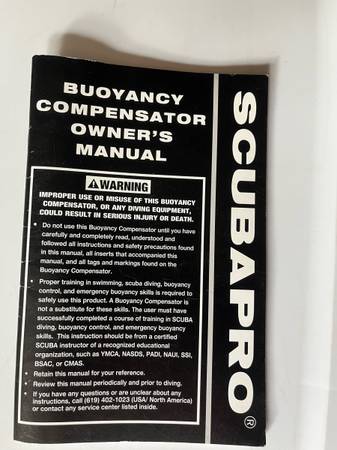 BUOYANCY
COMPENSATOR
OWNER'S
MANUAL
SCUBAPRO®
WARNING
IMPROPER USE OR MISUSE OF THIS BUOYANCY
COMPENSATOR, OR ANY DIVING EQUIPMENT,
COULD RESULT IN SERIOUS INJURY OR DEATH.
• Do not use this Buoyancy Compensator until you have
carefully and completely read, understood and
followed all instructions and safety precautions found
in this manual, all inserts that accompanied this
manual, and all tags and markings found on the
Buoyancy Compensator.
• Proper training in swimming, scuba diving, buoyancy
control, and emergency buoyancy skills is required to
safely use this product. A Buoyancy Compensator is
not a substitute for these skills. The user must have
successfully completed a course of training in SCUBA
diving, buoyancy control, and emergency buoyancy
skills. This instruction should be from a certified
SCUBA instructor of a recognized educational
organization, such as YMCA, NASDS, PADI, NAUI, SSI,
BSAC, or CMAS.
• Retain this manual for your reference.
• Review this manual periodically and prior to diving.
• If you have any questions or are unclear about any
instructions, call (619) 402-1023 (USA/ North America)
or contact any service center listed inside.